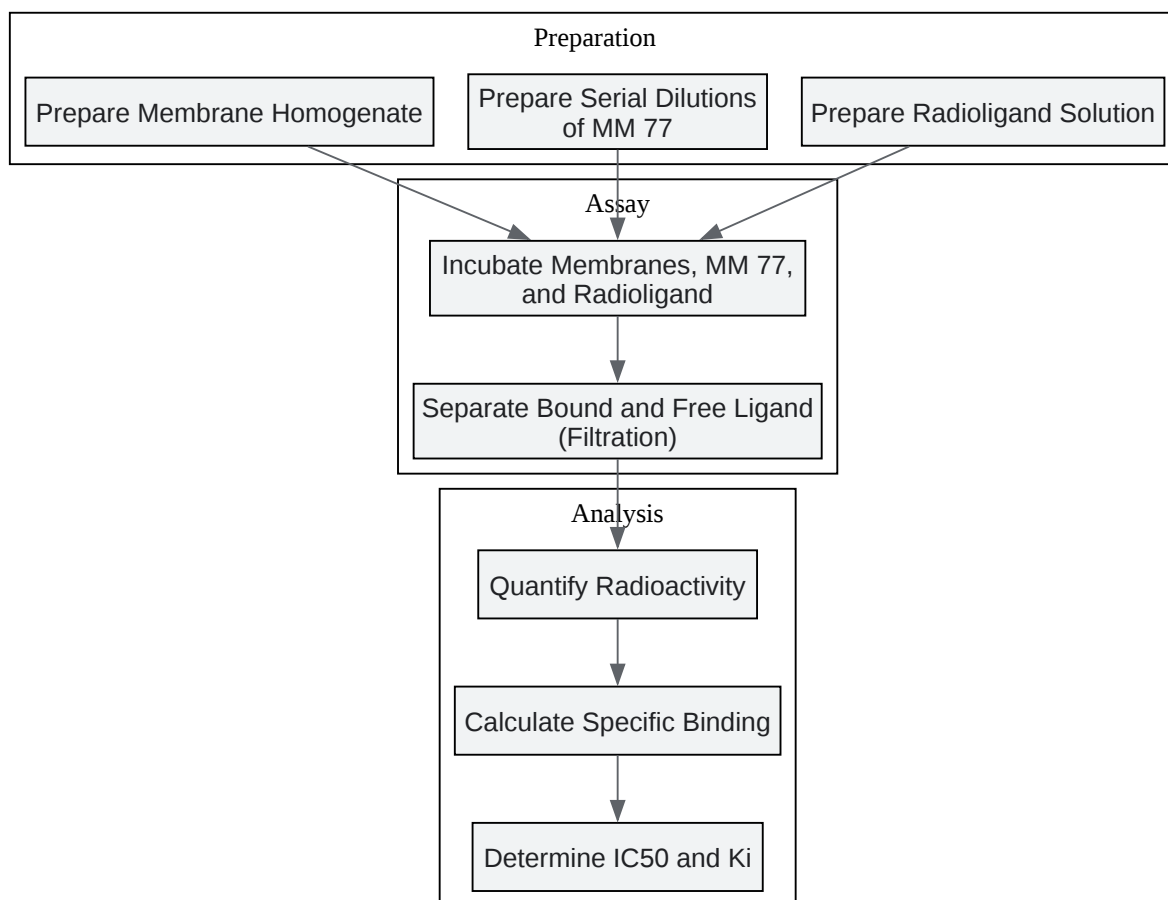 Preparation
Prepare Membrane Homogenate
Prepare Serial Dilutions
of MM 77
Prepare Radioligand Solution
Assay
Incubate Membranes, MM 77,
and Radioligand
Separate Bound and Free Ligand
(Filtration)
Analysis
Quantify Radioactivity
Calculate Specific Binding
Determine IC50 and Ki